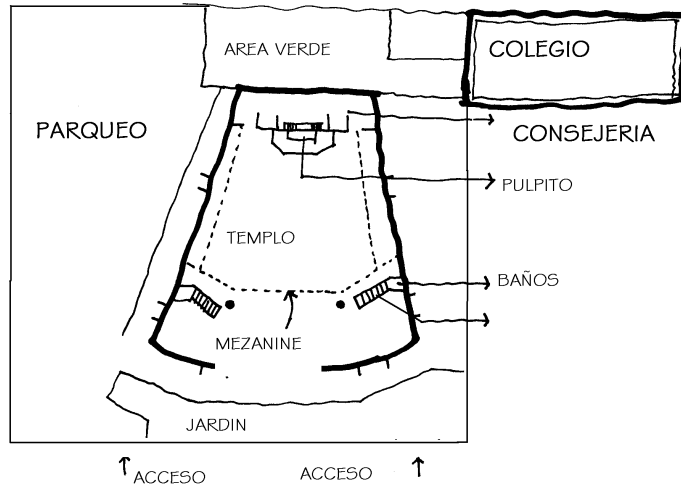 AREA VERDE
COLEGIO
PARQUEO
CONSEJERIA
PULPITO
TEMPLO
BAÑOS
MEZANINE
JARDIN
ACCESO
ACCESO